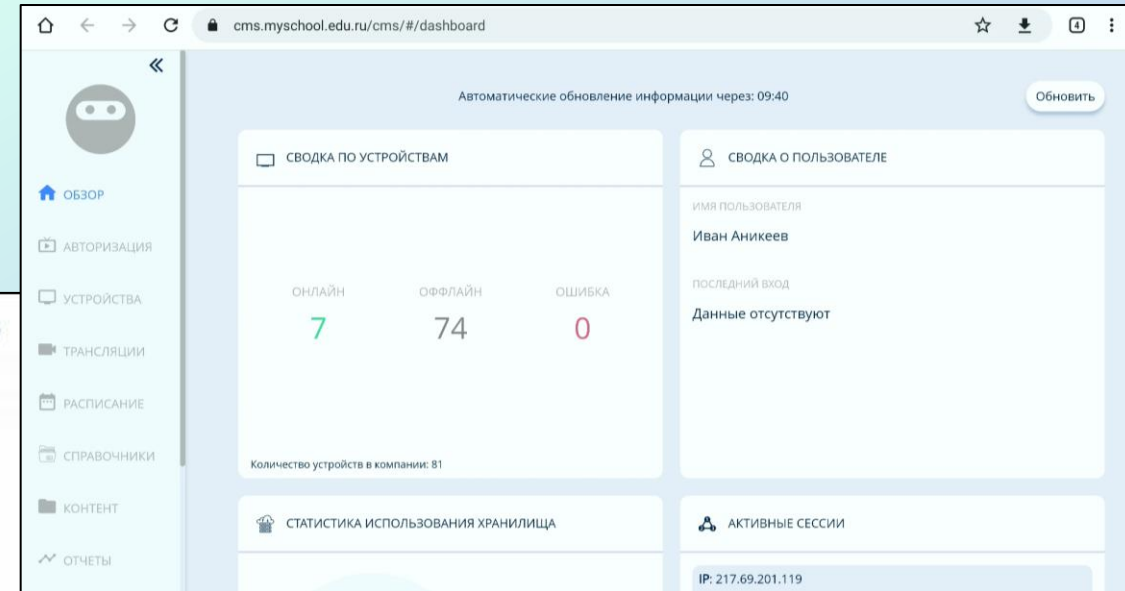 cms.myschool.edu.ru/cms/#/dashboard
4
Автоматические обновление информации через: 09:40
Обновить
ОБЗОР
АВТОРИЗАЦИЯ
УСТРОЙСТВА
ТРАНСЛЯЦИИ
РАСПИСАНИЕ
СПРАВОЧНИКИ
КОНТЕНТ
ОТЧЕТЫ
СВОДКА ПО УСТРОЙСТВАМ
ОНЛАЙН ОФФЛАЙН ОШИБКА
7 74 0
Количество устройств в компании: 81
СВОДКА О ПОЛЬЗОВАТЕЛЕ
ИМЯ ПОЛЬЗОВАТЕЛЯ
Иван Аникеев
ПОСЛЕДНИЙ ВХОД
Данные отсутствуют
СТАТИСТИКА ИСПОЛЬЗОВАНИЯ ХРАНИЛИЩА
АКТИВНЫЕ СЕССИИ
IP: 217.69.201.119